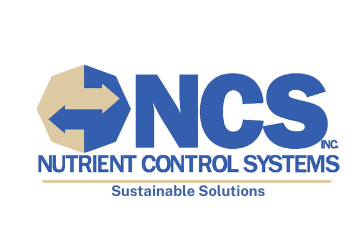 NCS INC.
NUTRIENT CONTROL SYSTEMS
Sustainable Solutions